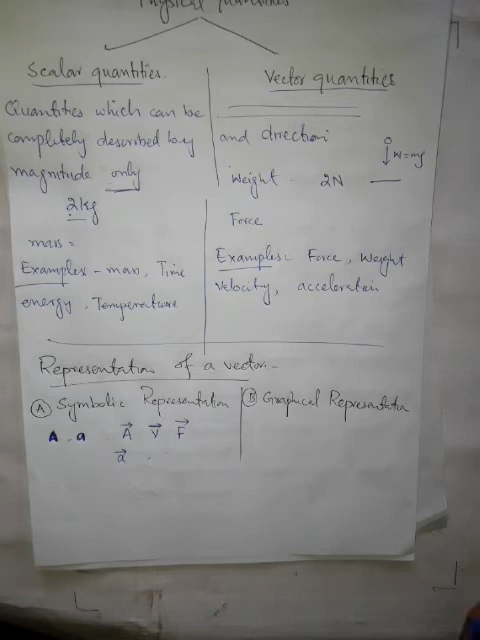 Physical quantities
Scalar quantities.
Quantities which can be
completely described by
magnitude only
2kg
mass =
Examples - mass, Time
energy, Temperature
Vector quantities
and direction
W=mg
Weight. 2N
Force
Examples- Force, Weight
Velocity, acceleration
Representation of a vector.-
A Symbolic Representation
A, a A⃗ V⃗ F⃗
a⃗ .
B Graphical Representation